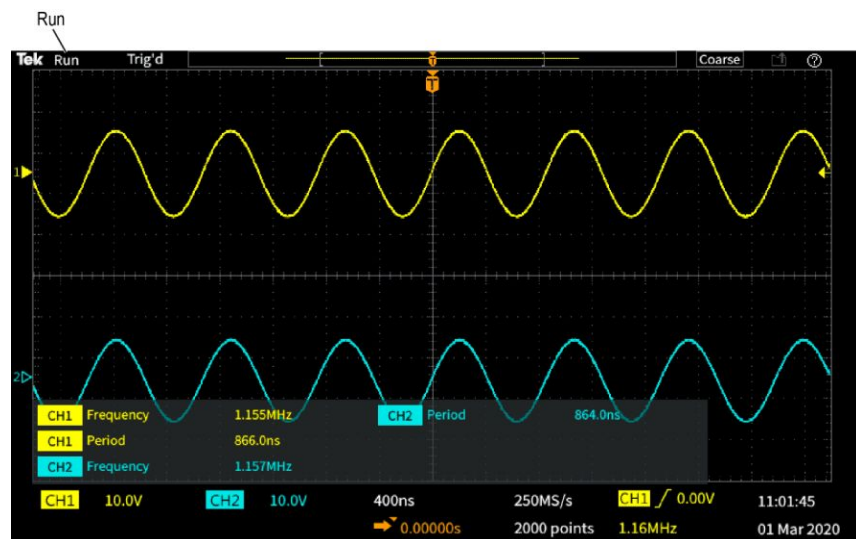 Run
Tek Run Trig'd T Coarse ?
T
1
2
CH1 Frequency 1.155MHz CH2 Period 864.0ns
CH1 Period 866.0ns
CH2 Frequency 1.157MHz
CH1 10.0V CH2 10.0V 400ns 250MS/s CH1 0.00V 11:01:45
0.00000s 2000 points 1.16MHz 01 Mar 2020